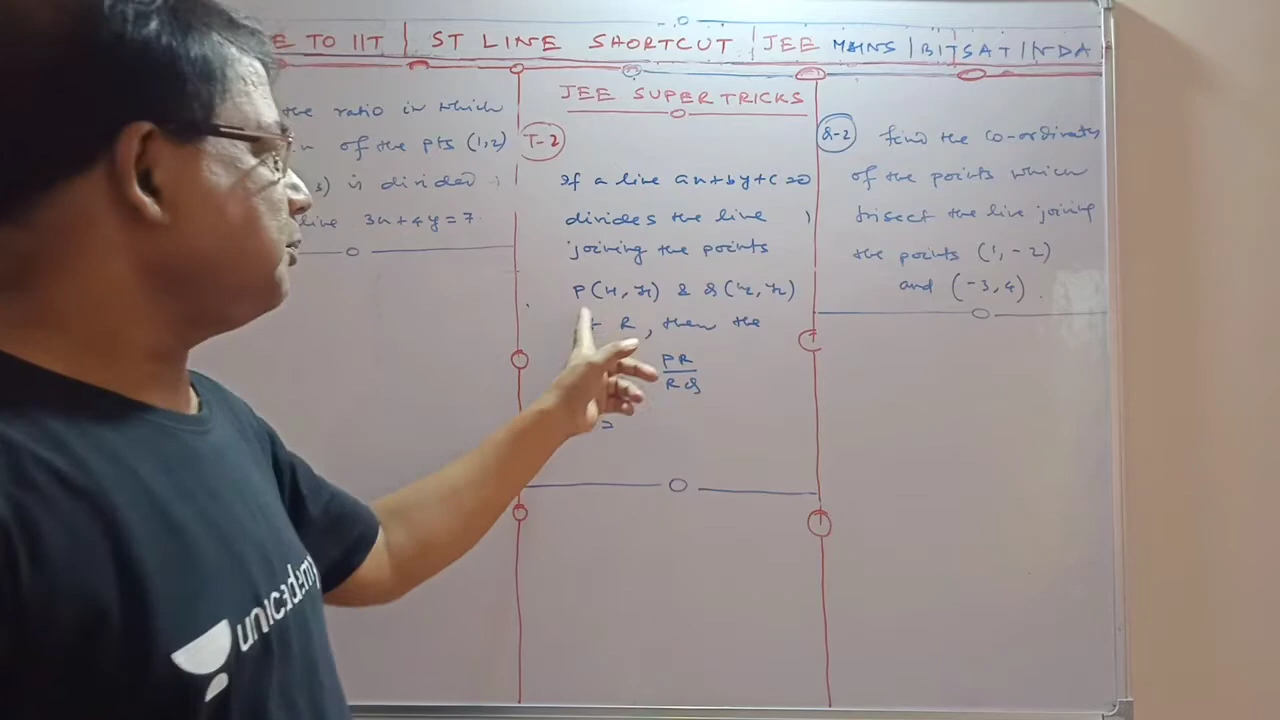 E TO IIT | ST LINE SHORTCUT | JEE MAINS | BITSAT | NDA
the ratio in which
of the pts (1,2)
3) is divided
line 3x+4y=7.
JEE SUPER TRICKS
T-2
If a line ax+by+c=0
divides the line
joining the points
P(x₁,y₁) & Q(x₂,y₂)
R, then the
PR
RQ
=
Q-2 find the co-ordinates
of the points which
trisect the line joining
the points (1,-2)
and (-3,4).
unacademy